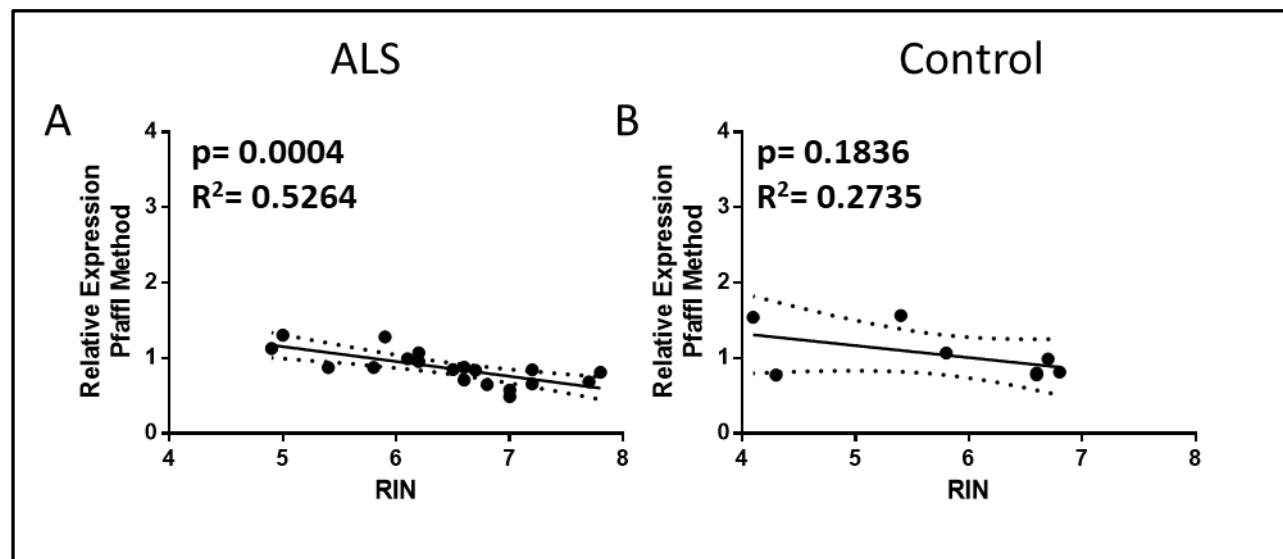 ALS
Control
A
B
p= 0.0004
R²= 0.5264
p= 0.1836
R²= 0.2735
Relative Expression
Pfaffl Method
4
3
2
1
0
4 5 6 7 8
RIN
Relative Expression
Pfaffl Method
4
3
2
1
0
4 5 6 7 8
RIN